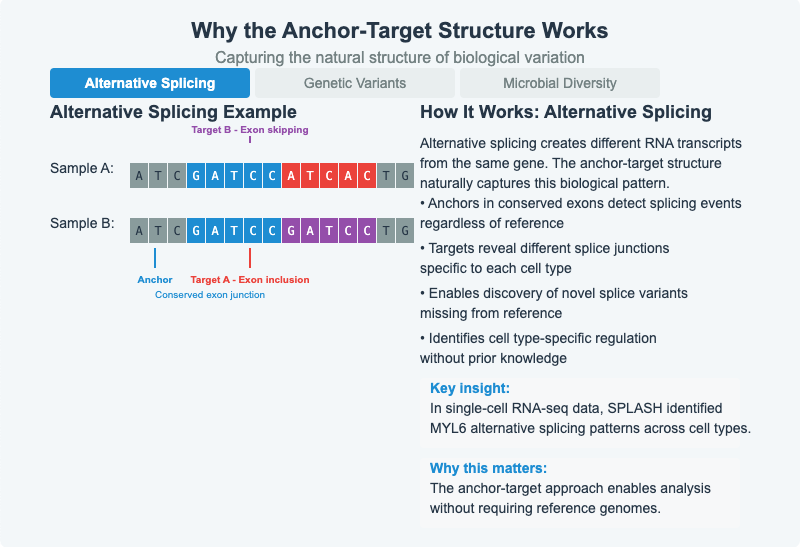 Why the Anchor-Target Structure Works
Capturing the natural structure of biological variation
Alternative Splicing
Genetic Variants
Microbial Diversity
Alternative Splicing Example
Target B - Exon skipping
Sample A:
A T C G A T C C A T C A C T G
Sample B:
A T C G A T C C G A T C C T G
Anchor
Target A - Exon inclusion
Conserved exon junction
How It Works: Alternative Splicing
Alternative splicing creates different RNA transcripts
from the same gene. The anchor-target structure
naturally captures this biological pattern.
• Anchors in conserved exons detect splicing events
regardless of reference
• Targets reveal different splice junctions
specific to each cell type
• Enables discovery of novel splice variants
missing from reference
• Identifies cell type-specific regulation
without prior knowledge
Key insight:
In single-cell RNA-seq data, SPLASH identified
MYL6 alternative splicing patterns across cell types.
Why this matters:
The anchor-target approach enables analysis
without requiring reference genomes.